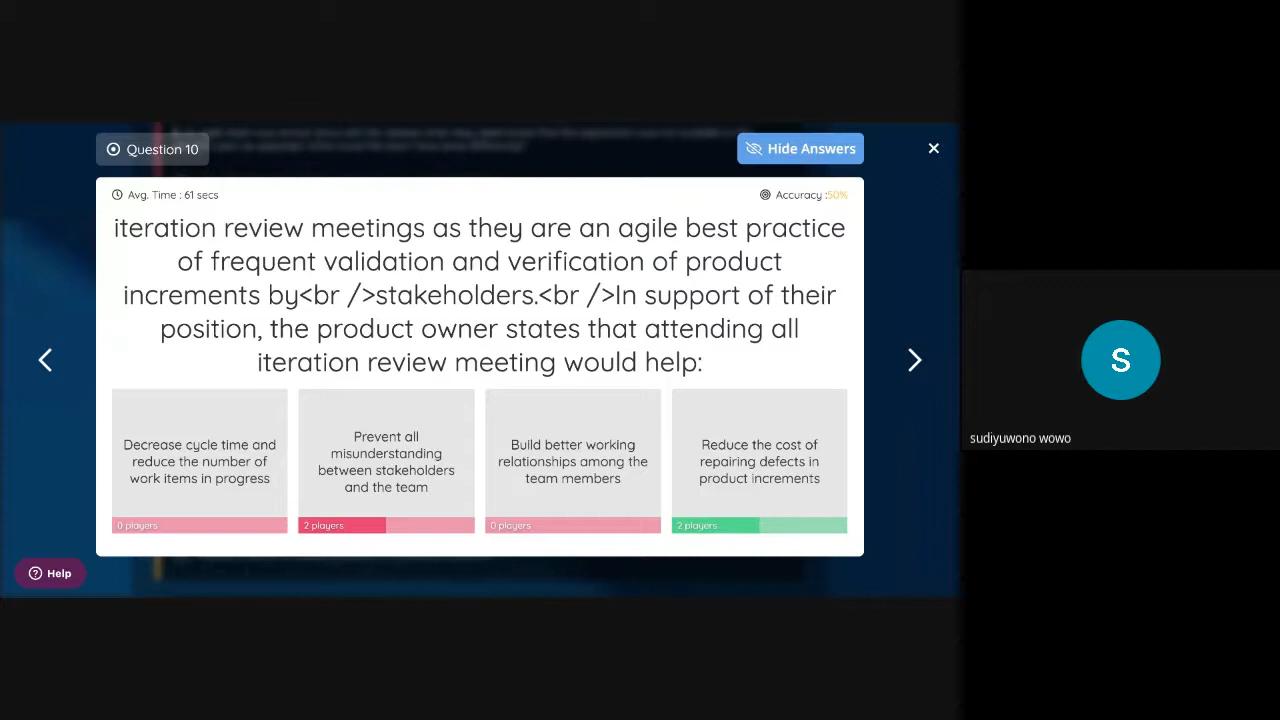 Question 10
Hide Answers
Avg. Time : 61 secs
Accuracy :50%
iteration review meetings as they are an agile best practice
of frequent validation and verification of product
increments by<br />stakeholders.<br />In support of their
position, the product owner states that attending all
iteration review meeting would help:
Decrease cycle time and
reduce the number of
work items in progress
0 players
Prevent all
misunderstanding
between stakeholders
and the team
2 players
Build better working
relationships among the
team members
0 players
Reduce the cost of
repairing defects in
product increments
2 players
Help
S
sudiyuwono wowo